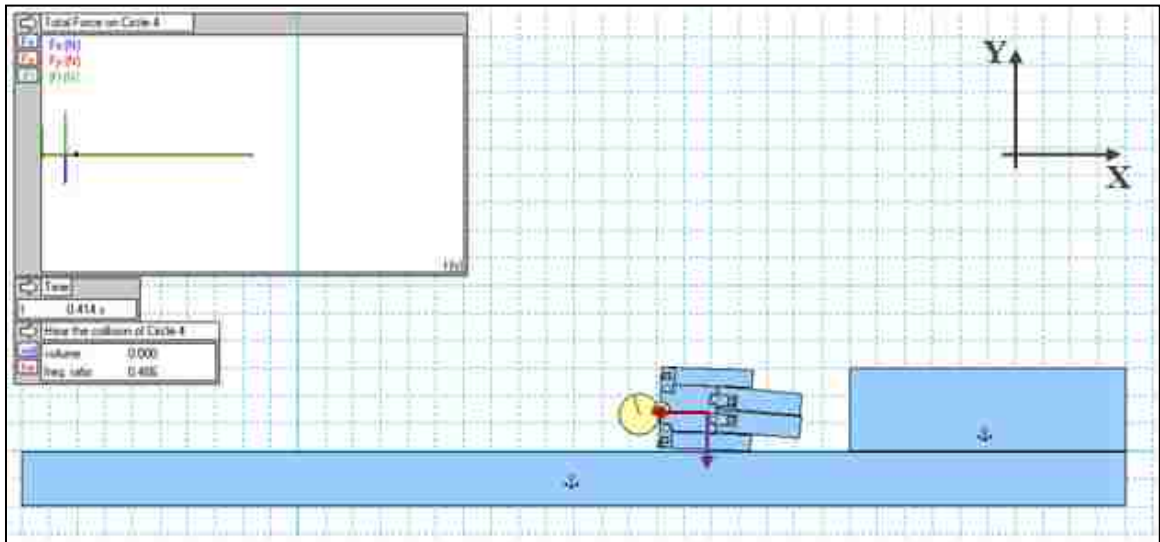 Total Force on Circle 4
Fx (N)
Fy (N)
t (s)
Time
t 0.414 s
Hear the collision of Circle 4
volume 0.000
freq. ratio 0.486
Y
X